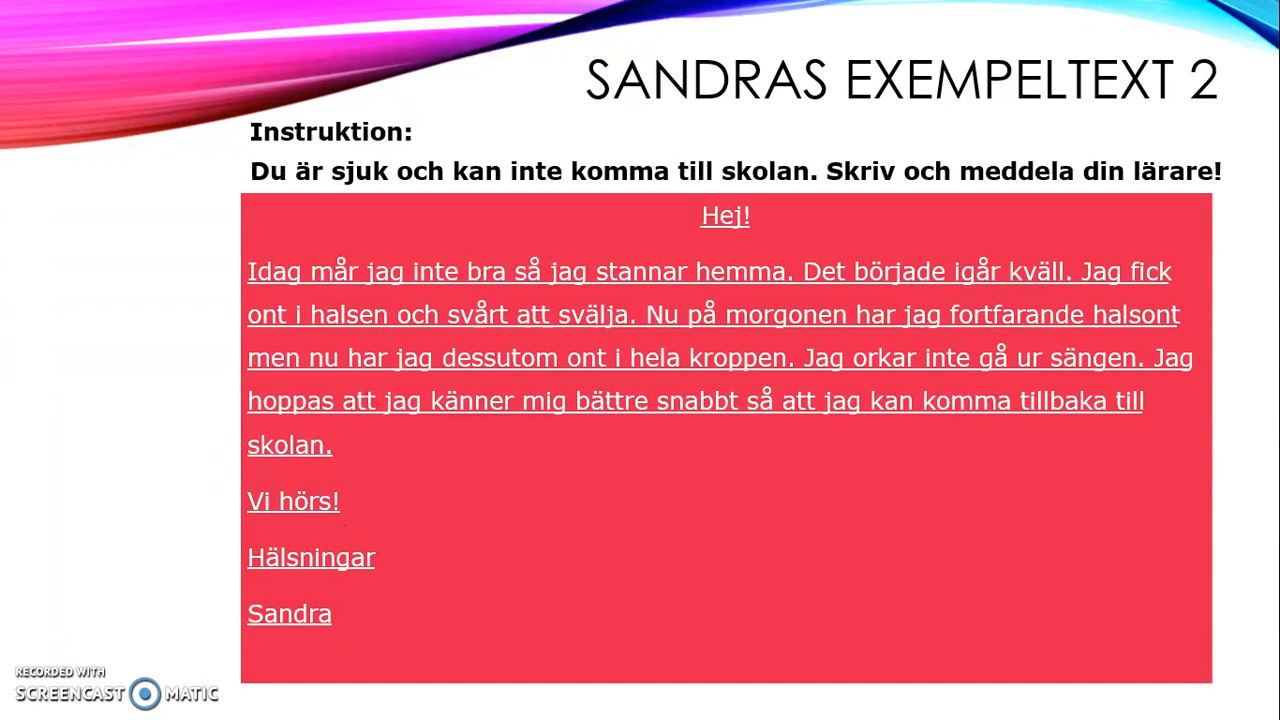 SANDRAS EXEMPELTEXT 2
Instruktion:
Du är sjuk och kan inte komma till skolan. Skriv och meddela din lärare!
Hej!
Idag mår jag inte bra så jag stannar hemma. Det började igår kväll. Jag fick
ont i halsen och svårt att svälja. Nu på morgonen har jag fortfarande halsont
men nu har jag dessutom ont i hela kroppen. Jag orkar inte gå ur sängen. Jag
hoppas att jag känner mig bättre snabbt så att jag kan komma tillbaka till
skolan.
Vi hörs!
Hälsningar
Sandra
RECORDED WITH
SCREENCAST MATIC